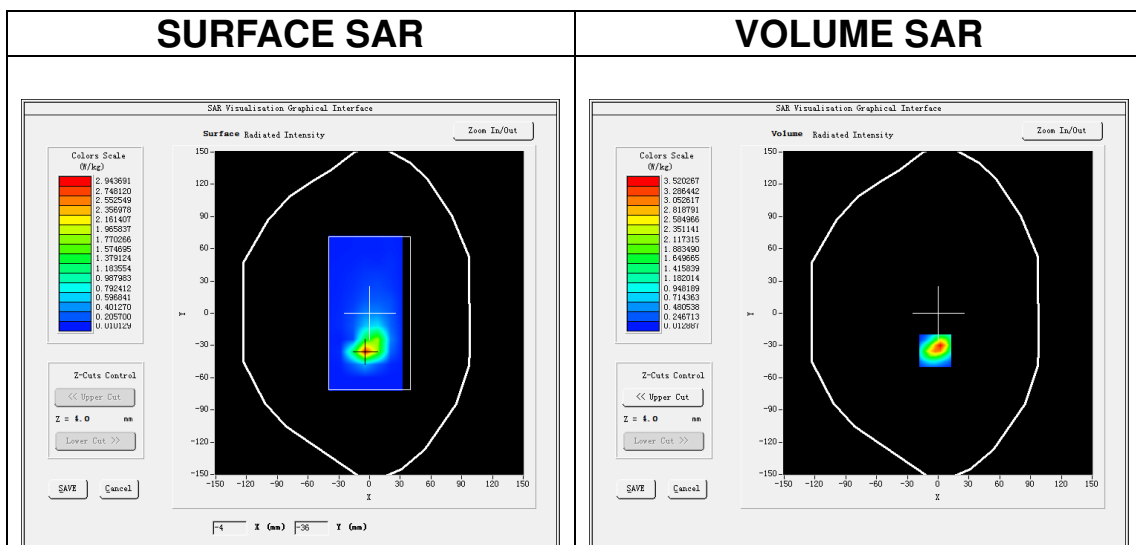 SURFACE SAR
VOLUME SAR
SAR Visualisation Graphical Interface
Surface Radiated Intensity
Zoom In/Out
Colors Scale
(W/kg)
2.943691
2.748120
2.552549
2.356978
2.161407
1.965837
1.770266
1.574695
1.379124
1.183554
0.987983
0.792412
0.596841
0.401270
0.205700
0.010129
Z-Cuts Control
<< Upper Cut
Z = 4.0 mm
Lower Cut >>
SAVE Cancel
150
120
90
60
30
0
-30
-60
-90
-120
-150
Y
-150 -120 -90 -60 -30 0 30 60 90 120 150
X
-4 X (mm) -36 Y (mm)
SAR Visualisation Graphical Interface
Volume Radiated Intensity
Zoom In/Out
Colors Scale
(W/kg)
3.520267
3.286442
3.052617
2.818791
2.584966
2.351141
2.117315
1.883490
1.649665
1.415839
1.182014
0.948189
0.714363
0.480538
0.246713
0.012887
Z-Cuts Control
<< Upper Cut
Z = 4.0 mm
Lower Cut >>
SAVE Cancel
150
120
90
60
30
0
-30
-60
-90
-120
-150
Y
-150 -120 -90 -60 -30 0 30 60 90 120 150
X